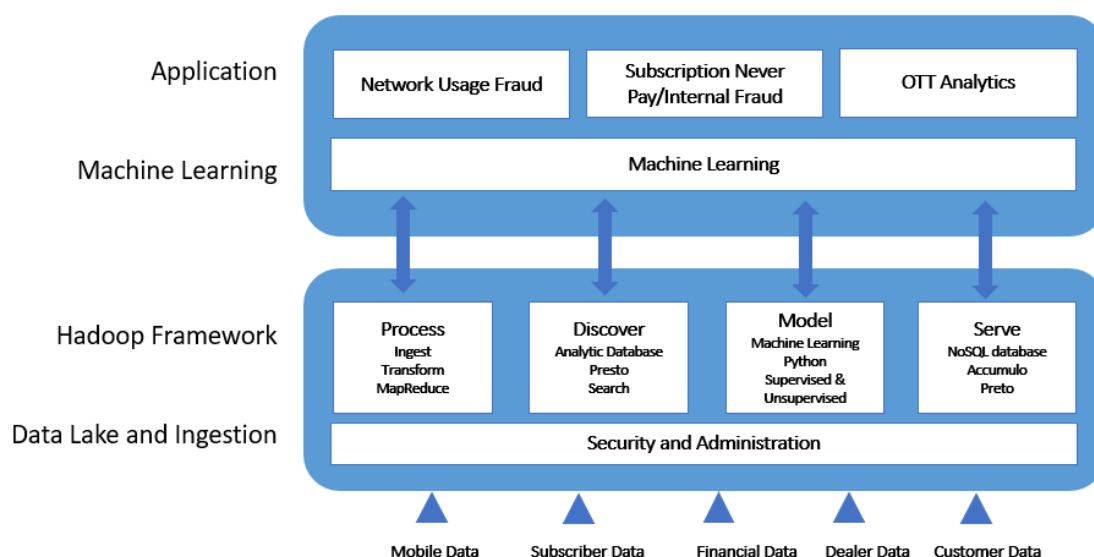 Application
Network Usage Fraud
Subscription Never
Pay/Internal Fraud
OTT Analytics
Machine Learning
Machine Learning
Hadoop Framework
Process
Ingest
Transform
MapReduce
Discover
Analytic Database
Presto
Search
Model
Machine Learning
Python
Supervised &
Unsupervised
Serve
NoSQL database
Accumulo
Preto
Data Lake and Ingestion
Security and Administration
Mobile Data
Subscriber Data
Financial Data
Dealer Data
Customer Data